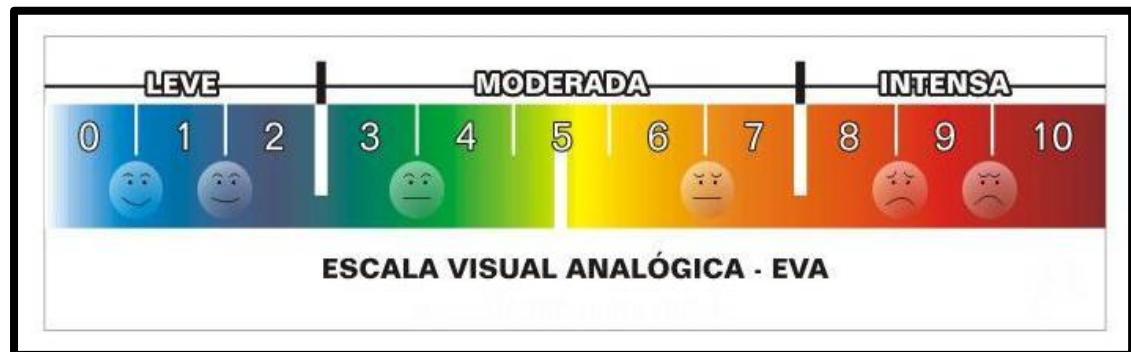 LEVE MODERADA INTENSA
0 1 2 3 4 5 6 7 8 9 10
ESCALA VISUAL ANALÓGICA - EVA